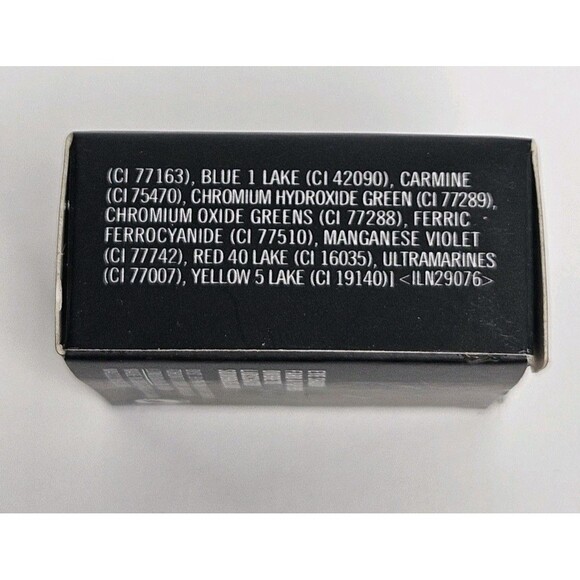 (CI 77163), BLUE 1 LAKE (CI 42090), CARMINE
(CI 75470), CHROMIUM HYDROXIDE GREEN (CI 77289),
CHROMIUM OXIDE GREENS (CI 77288), FERRIC
FERROCYANIDE (CI 77510), MANGANESE VIOLET
(CI 77742), RED 40 LAKE (CI 16035), ULTRAMARINES
(CI 77007), YELLOW 5 LAKE (CI 19140)] <ILN29076>